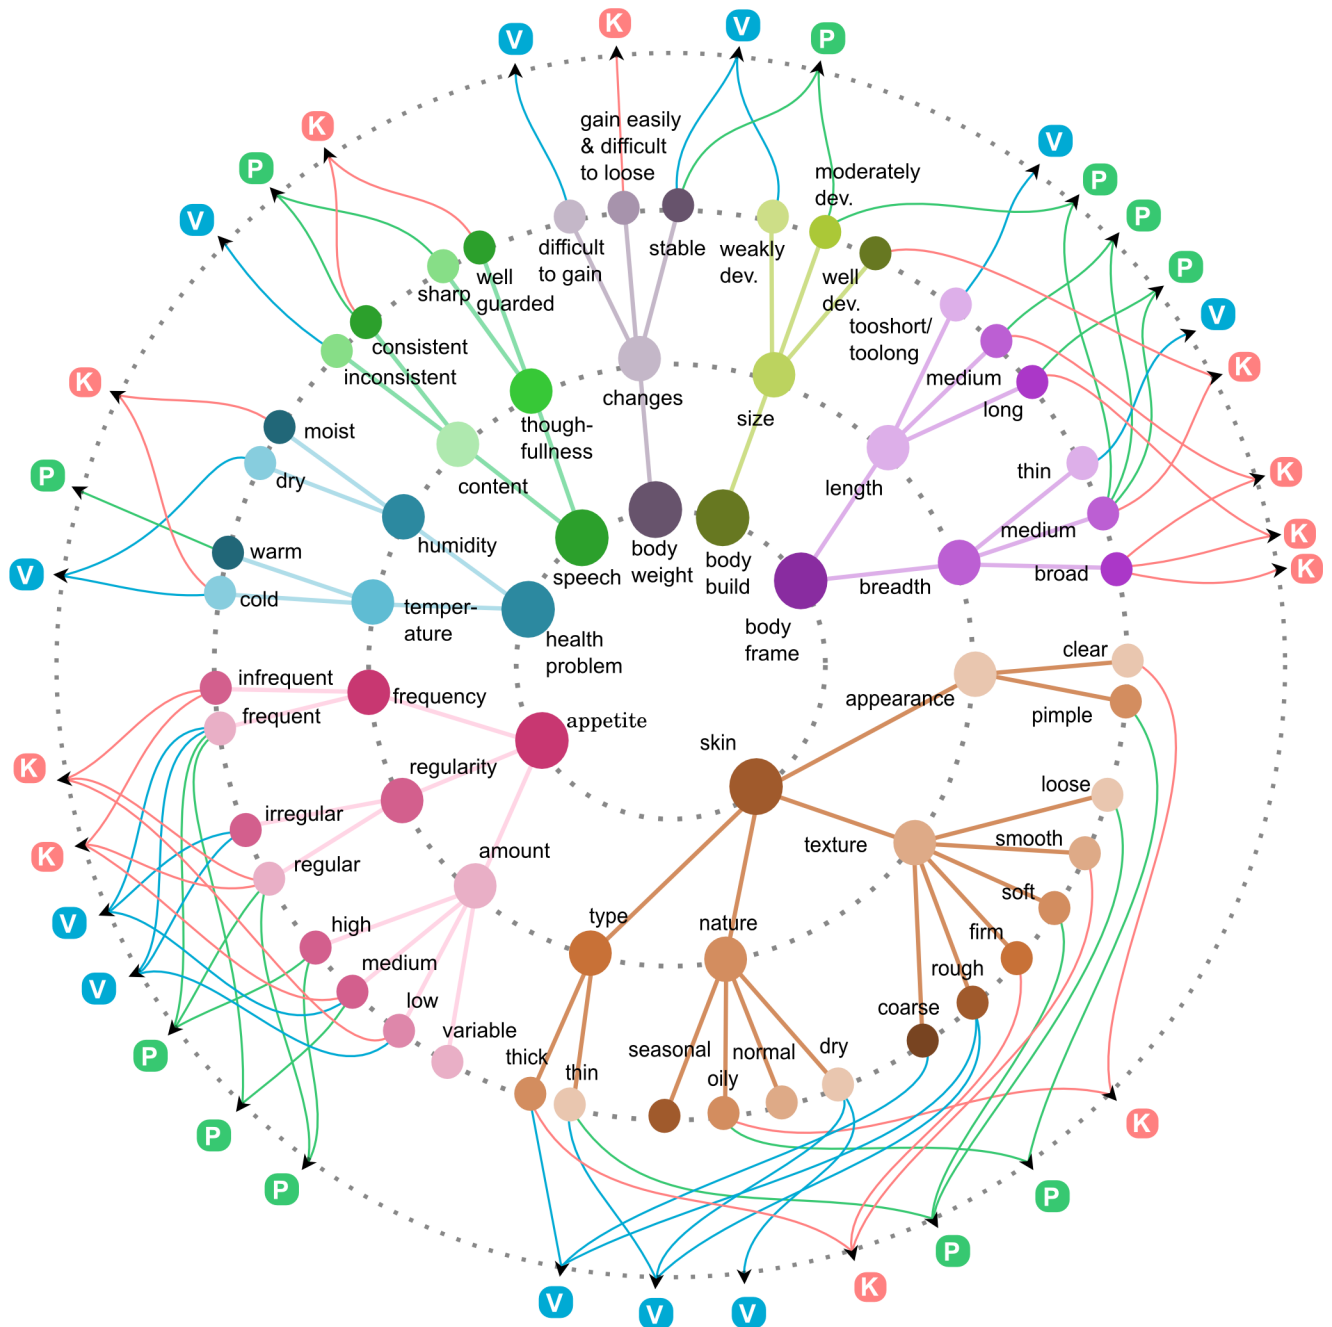 V
K
V
P
K
P
V
gain easily
& difficult
to loose
moderately
dev.
V
P
P
P
V
K
difficult
to gain
stable
weakly
dev.
well
dev.
sharp
well
guarded
consistent
inconsistent
tooshort/
toolong
medium
long
changes
size
though-
fullness
K
moist
dry
content
length
thin
K
P
humidity
medium
K
K
warm
cold
V
temper-
ature
speech
body
weight
body
build
breadth
broad
health
problem
body
frame
clear
infrequent
frequent
frequency
appetite
appearance
pimple
skin
K
regularity
loose
irregular
regular
amount
texture
smooth
K
soft
V
high
type
nature
firm
medium
rough
V
low
variable
coarse
P
thick
thin
seasonal
oily
normal
dry
P
K
P
P
P
K
V
V
V